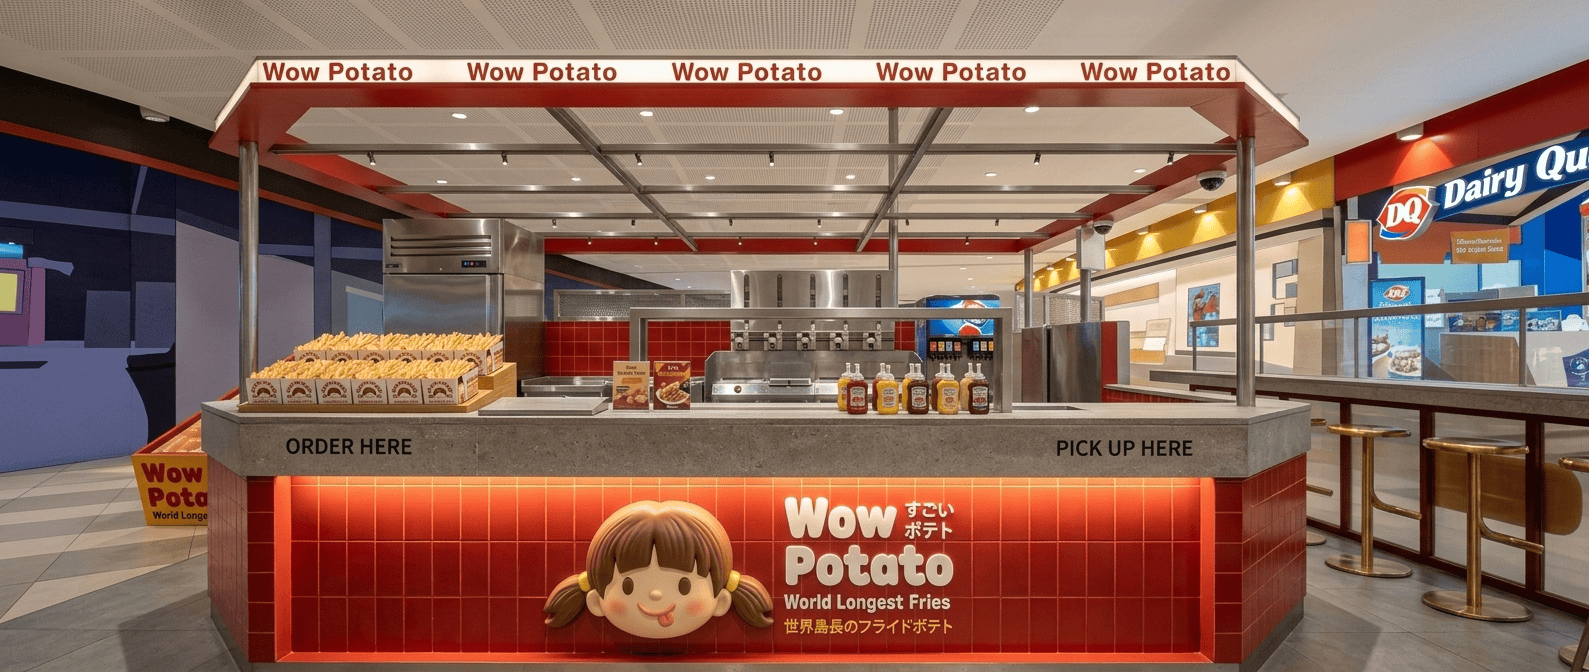 Wow Potato Wow Potato Wow Potato Wow Potato Wow Potato
DQ Dairy Qu
ORDER HERE
PICK UP HERE
Wow
Pota
World Longe
Wow すごい
ポテト
Potato
World Longest Fries
世界島長のフライドポテト